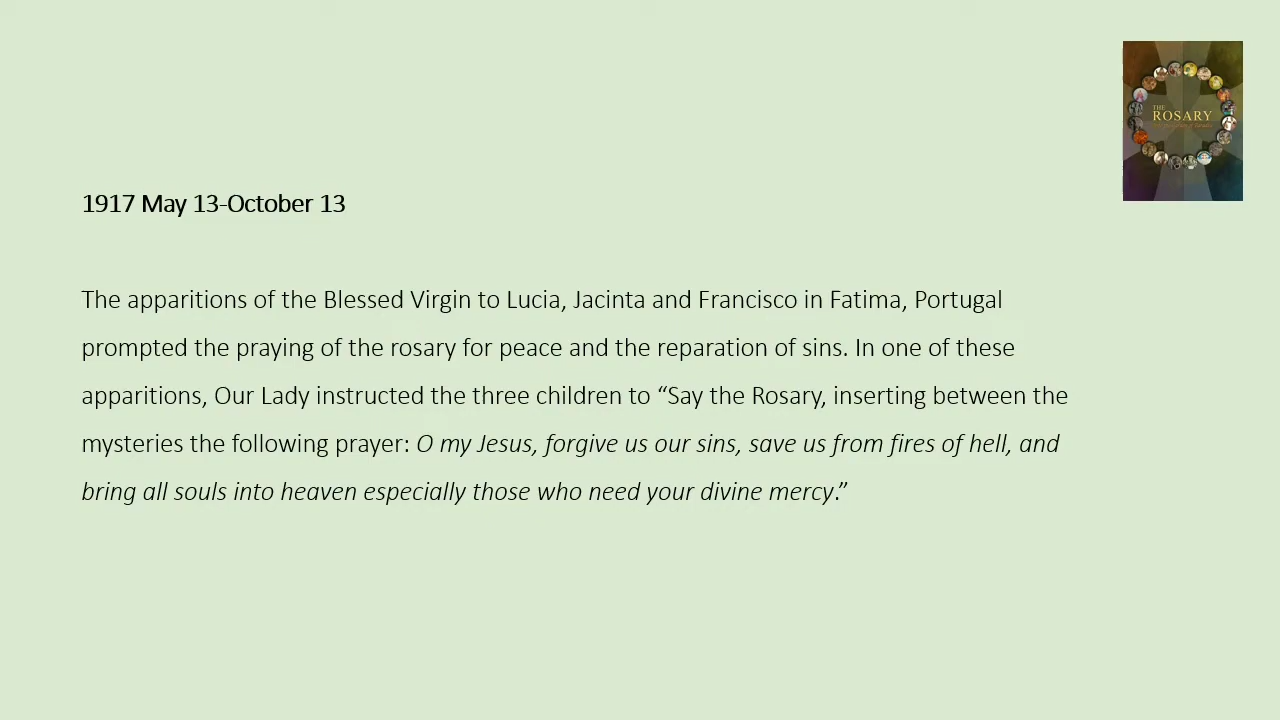 THE
ROSARY
1917 May 13-October 13
The apparitions of the Blessed Virgin to Lucia, Jacinta and Francisco in Fatima, Portugal
prompted the praying of the rosary for peace and the reparation of sins. In one of these
apparitions, Our Lady instructed the three children to “Say the Rosary, inserting between the
mysteries the following prayer: O my Jesus, forgive us our sins, save us from fires of hell, and
bring all souls into heaven especially those who need your divine mercy.”